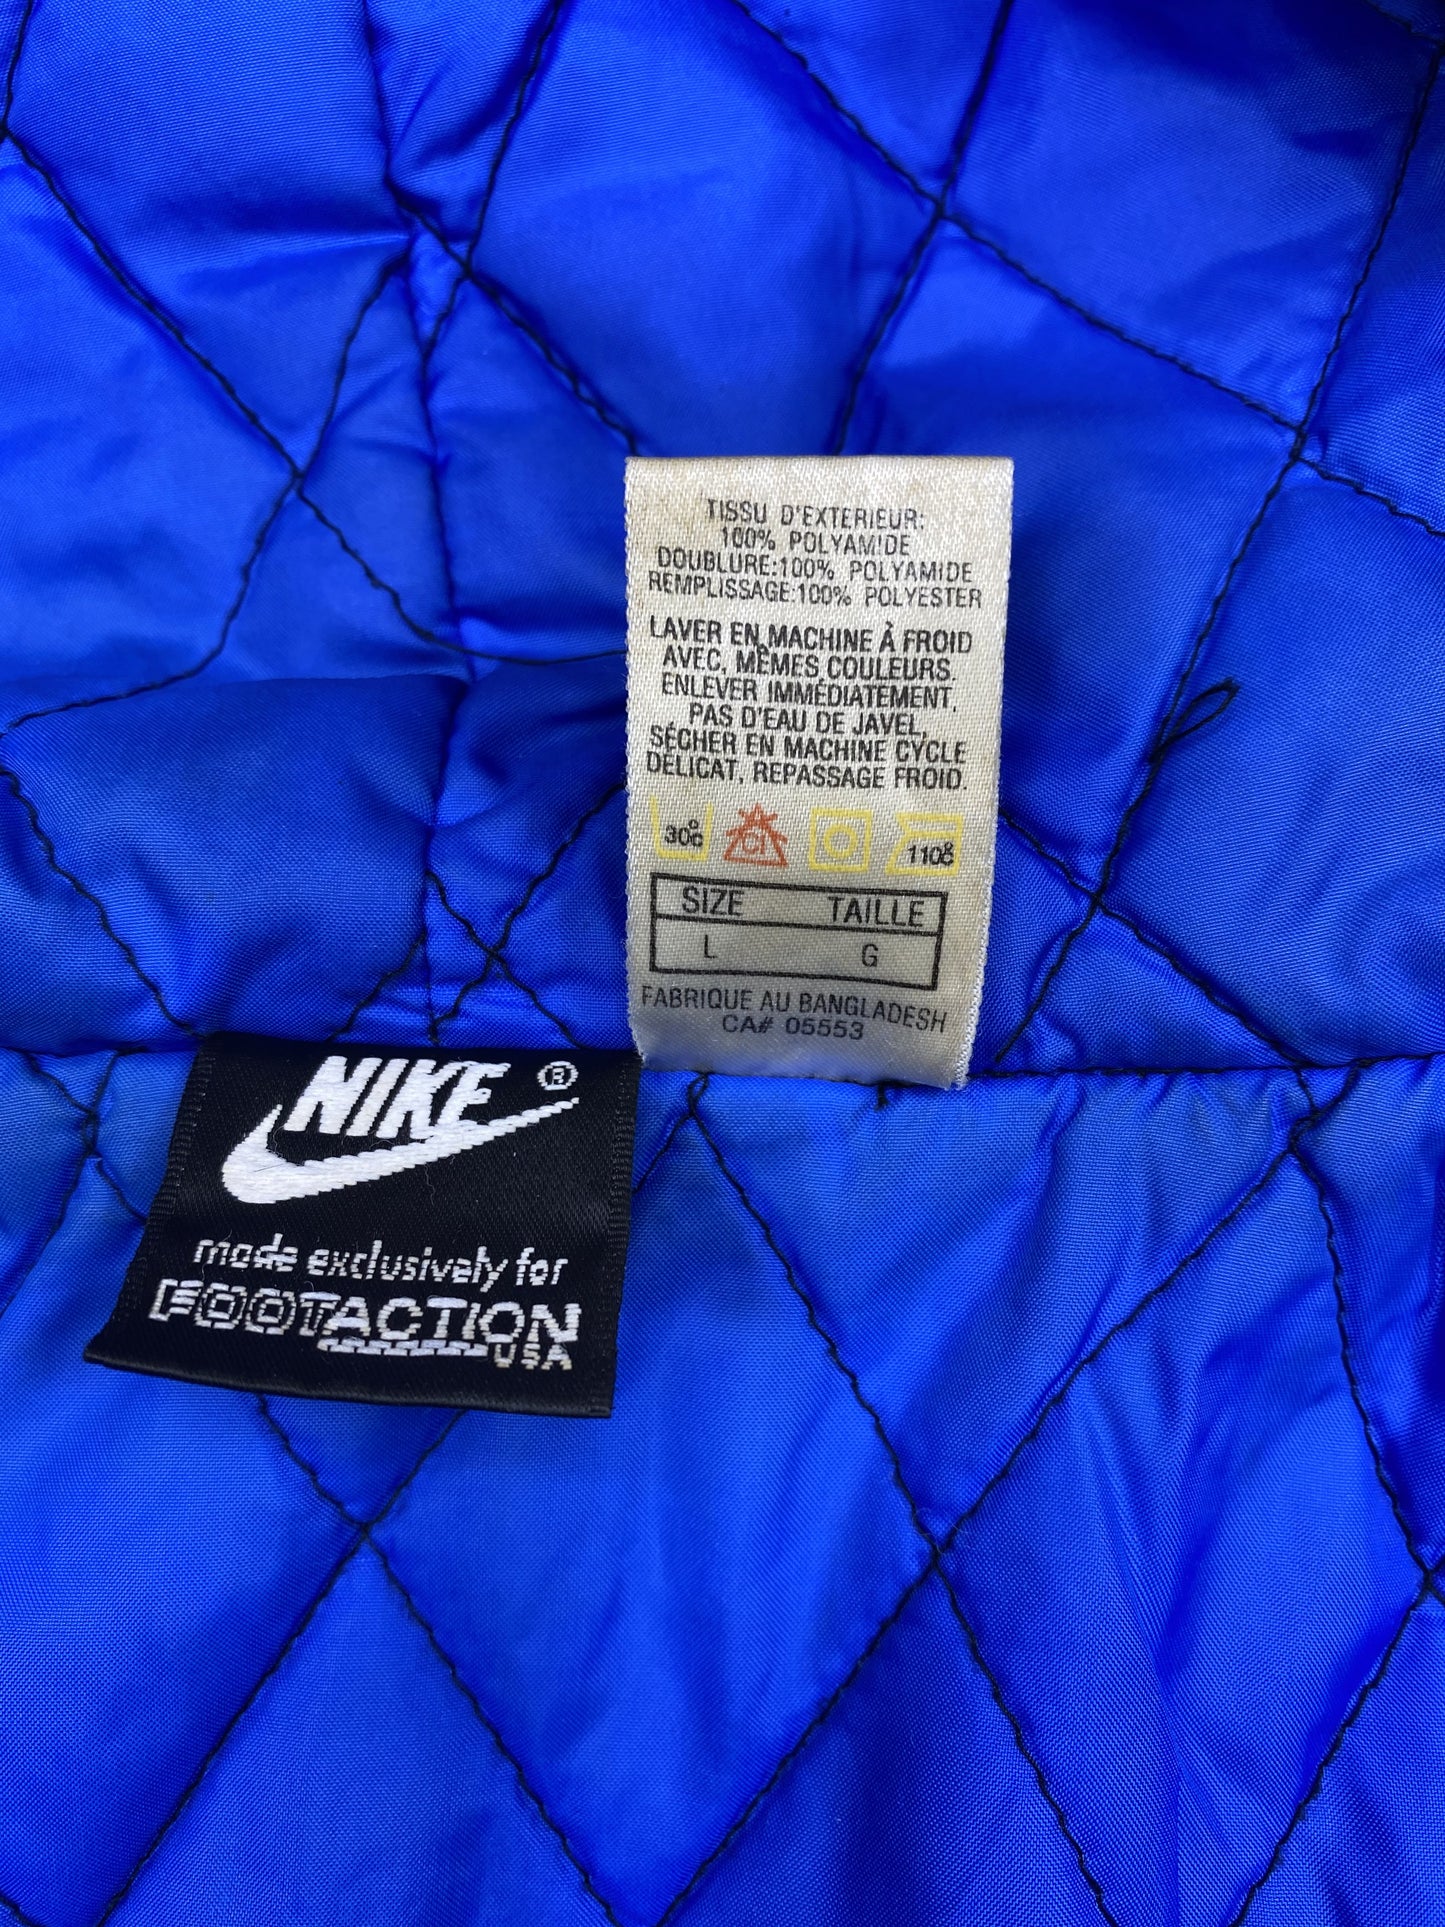 TISSU D'EXTERIEUR:
100% POLYAMIDE
DOUBLURE:100% POLYAMIDE
REMPLISSAGE:100% POLYESTER
LAVER EN MACHINE À FROID
AVEC, MÊMES COULEURS.
ENLEVER IMMÉDIATEMENT,
PAS D'EAU DE JAVEL,
SÉCHER EN MACHINE CYCLE
DÉLICAT, REPASSAGE FROID.
30°C Cl 110°C
SIZE TAILLE
L G
FABRIQUE AU BANGLADESH
CA# 05553
NIKE ®
made exclusively for
FOOTACTION
USA